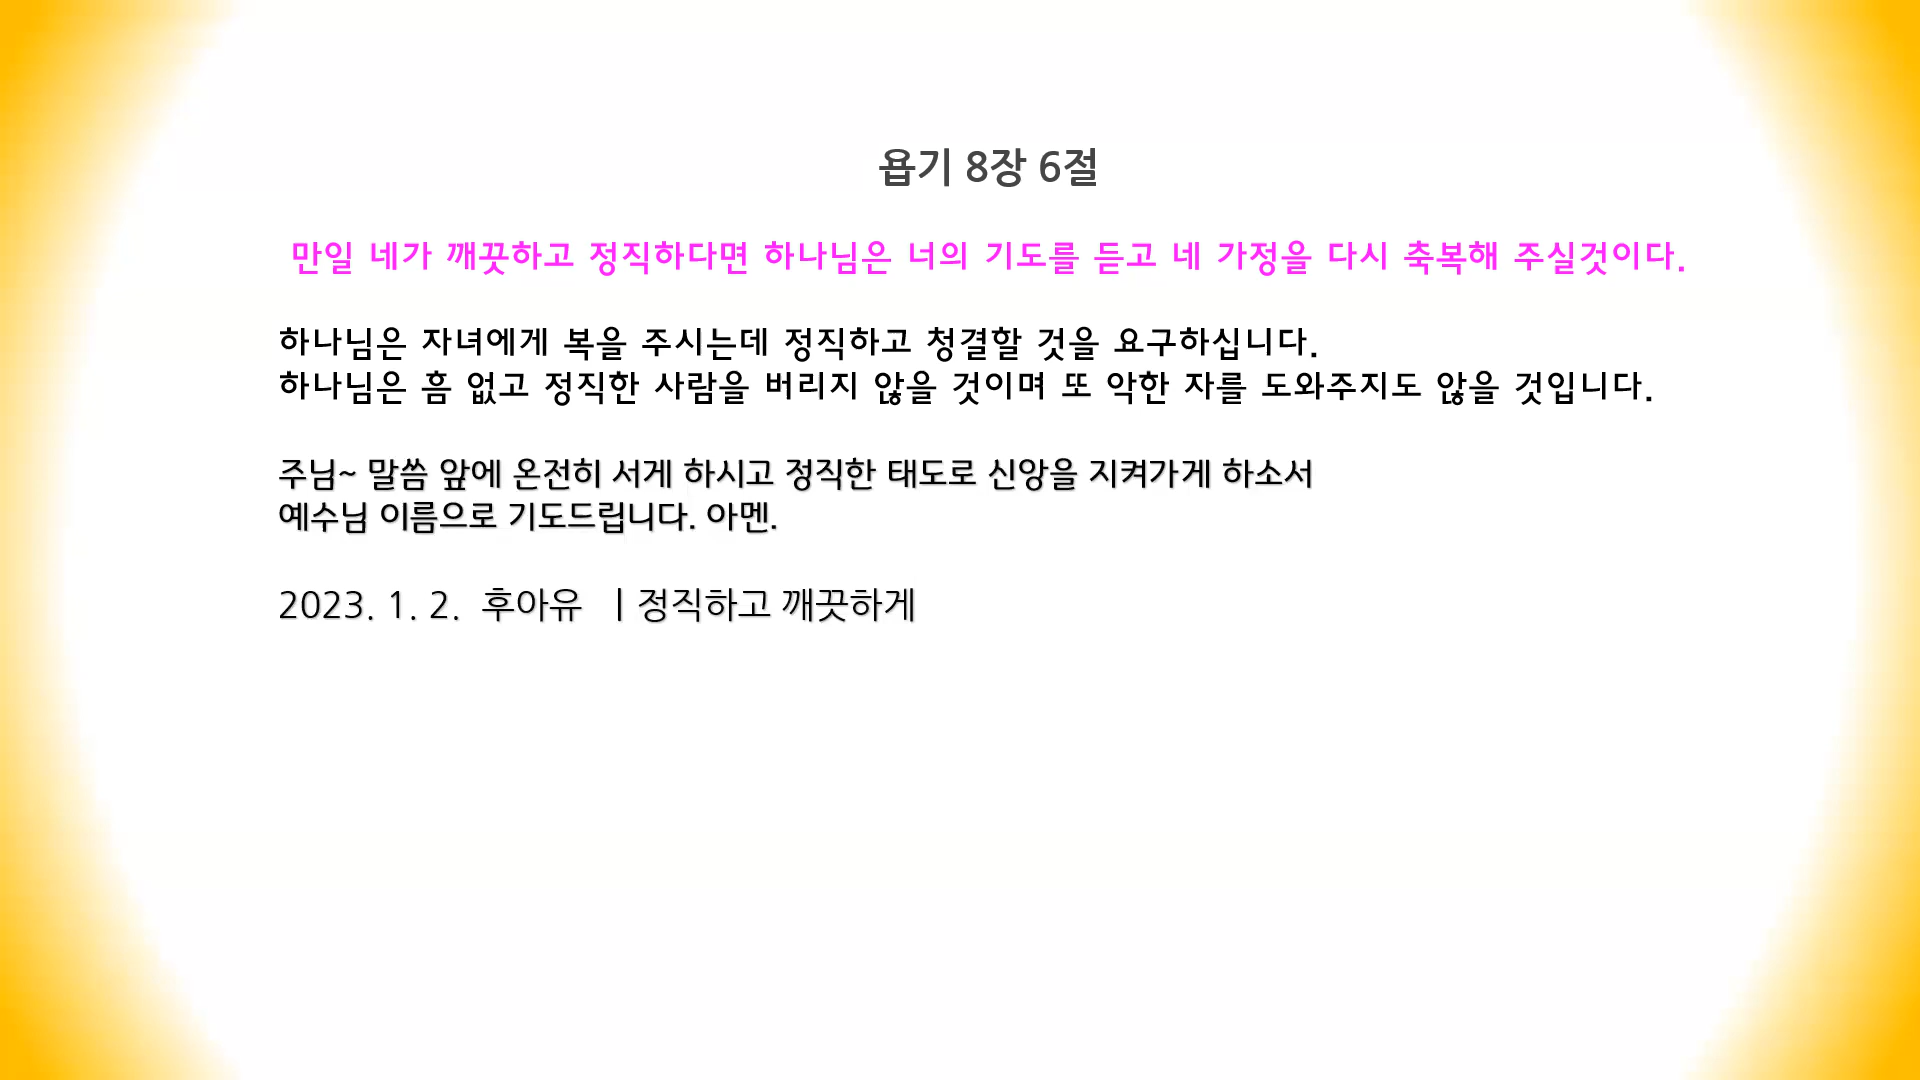 욥기 8장 6절
만일 네가 깨끗하고 정직하다면 하나님은 너의 기도를 듣고 네 가정을 다시 축복해 주실것이다.
하나님은 자녀에게 복을 주시는데 정직하고 청결할 것을 요구하십니다.
하나님은 흠 없고 정직한 사람을 버리지 않을 것이며 또 악한 자를 도와주지도 않을 것입니다.
주님~ 말씀 앞에 온전히 서게 하시고 정직한 태도로 신앙을 지켜가게 하소서
예수님 이름으로 기도드립니다. 아멘.
2023. 1. 2. 후아유 ㅣ정직하고 깨끗하게